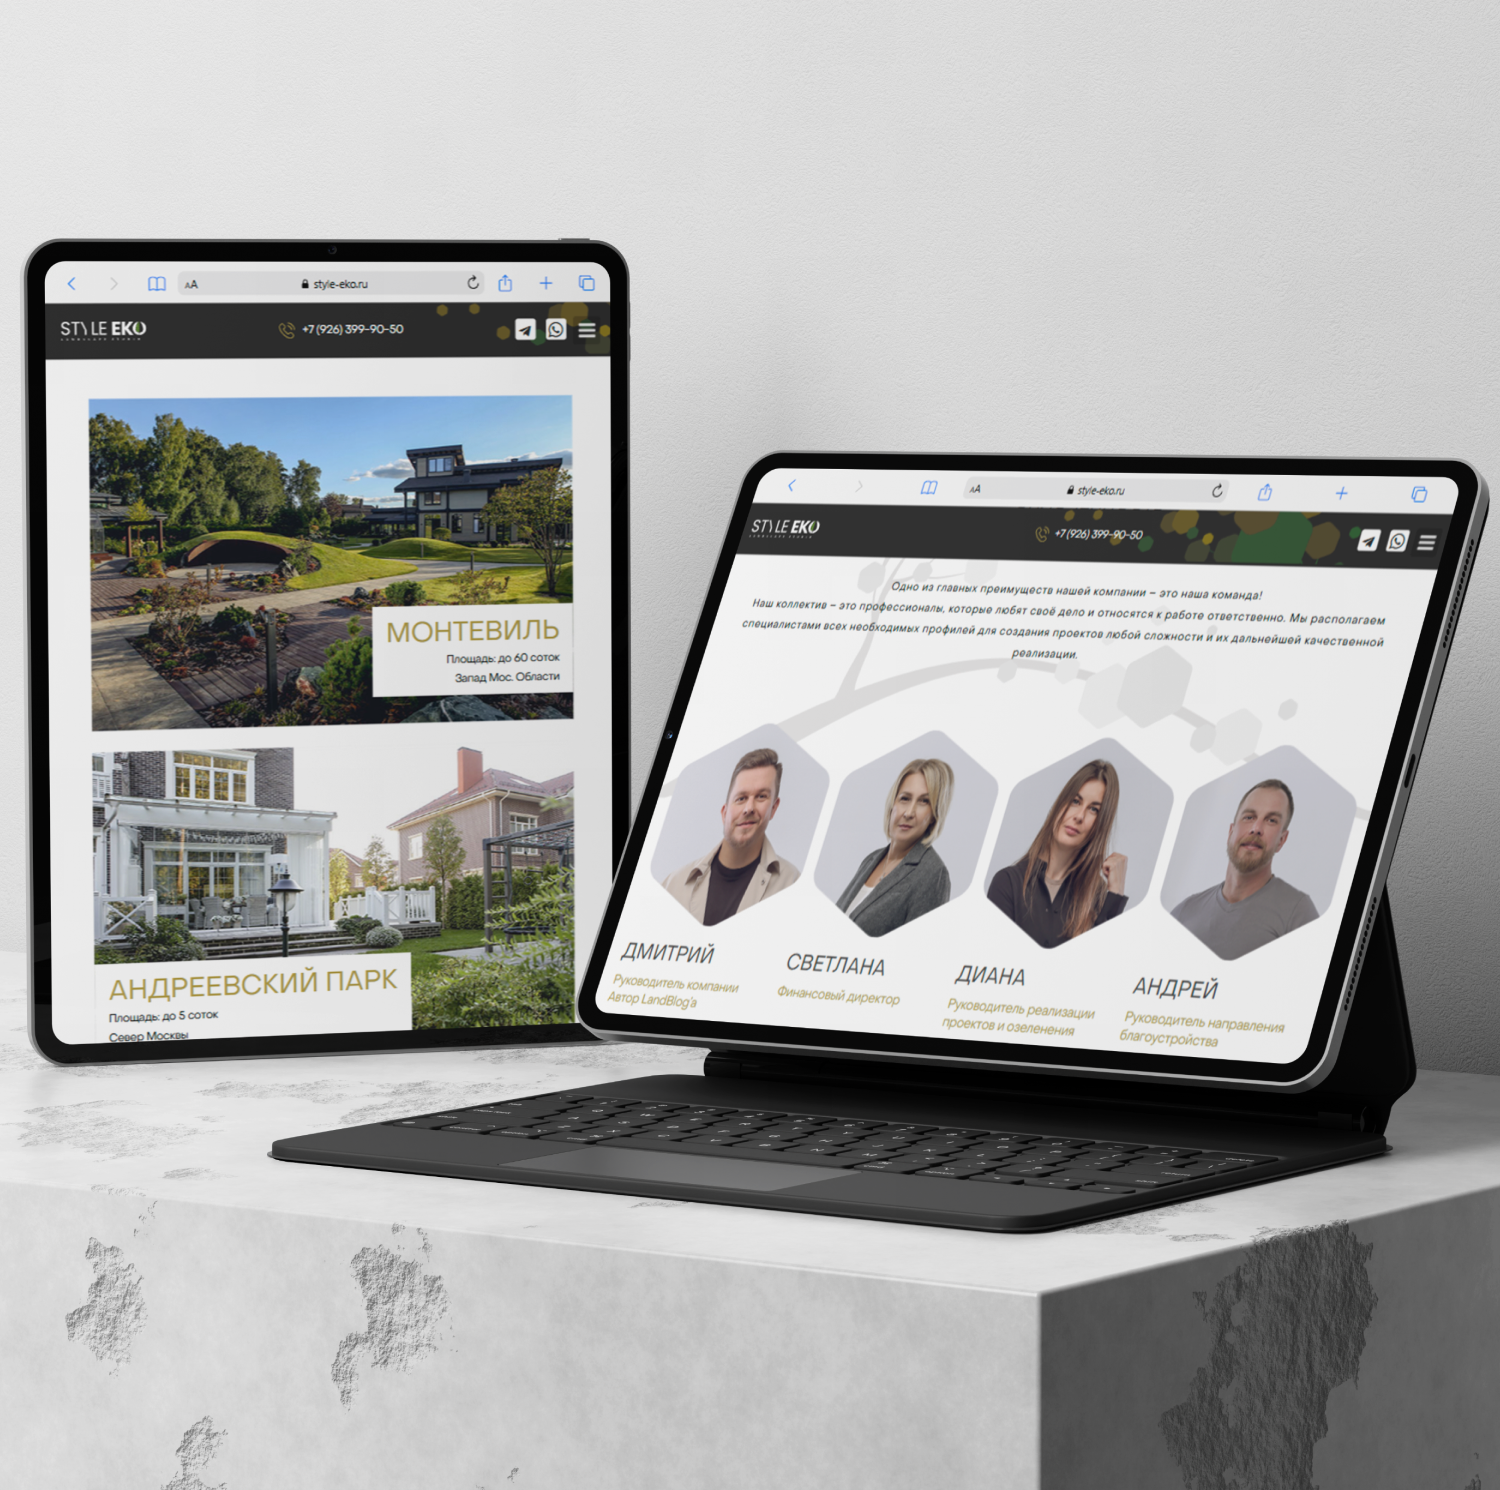 AA
style-eko.ru
STYLE EKO
LANDSCAPE STUDIO
+7 (926) 399-90-50
МОНТЕВИЛЬ
Площадь: до 60 соток
Запад Мос. Области
АНДРЕЕВСКИЙ ПАРК
Площадь: до 5 соток
Север Москвы
AA
style-eko.ru
STYLE EKO
LANDSCAPE STUDIO
+7 (926) 399-90-50
Одно из главных преимуществ нашей компании – это наша команда!
Наш коллектив – это профессионалы, которые любят своё дело и относятся к работе ответственно. Мы располагаем
специалистами всех необходимых профилей для создания проектов любой сложности и их дальнейшей качественной
реализации.
ДМИТРИЙ
Руководитель компании
Автор LandBlog'а
СВЕТЛАНА
Финансовый директор
ДИАНА
Руководитель реализации
проектов и озеленения
АНДРЕЙ
Руководитель направления
благоустройства